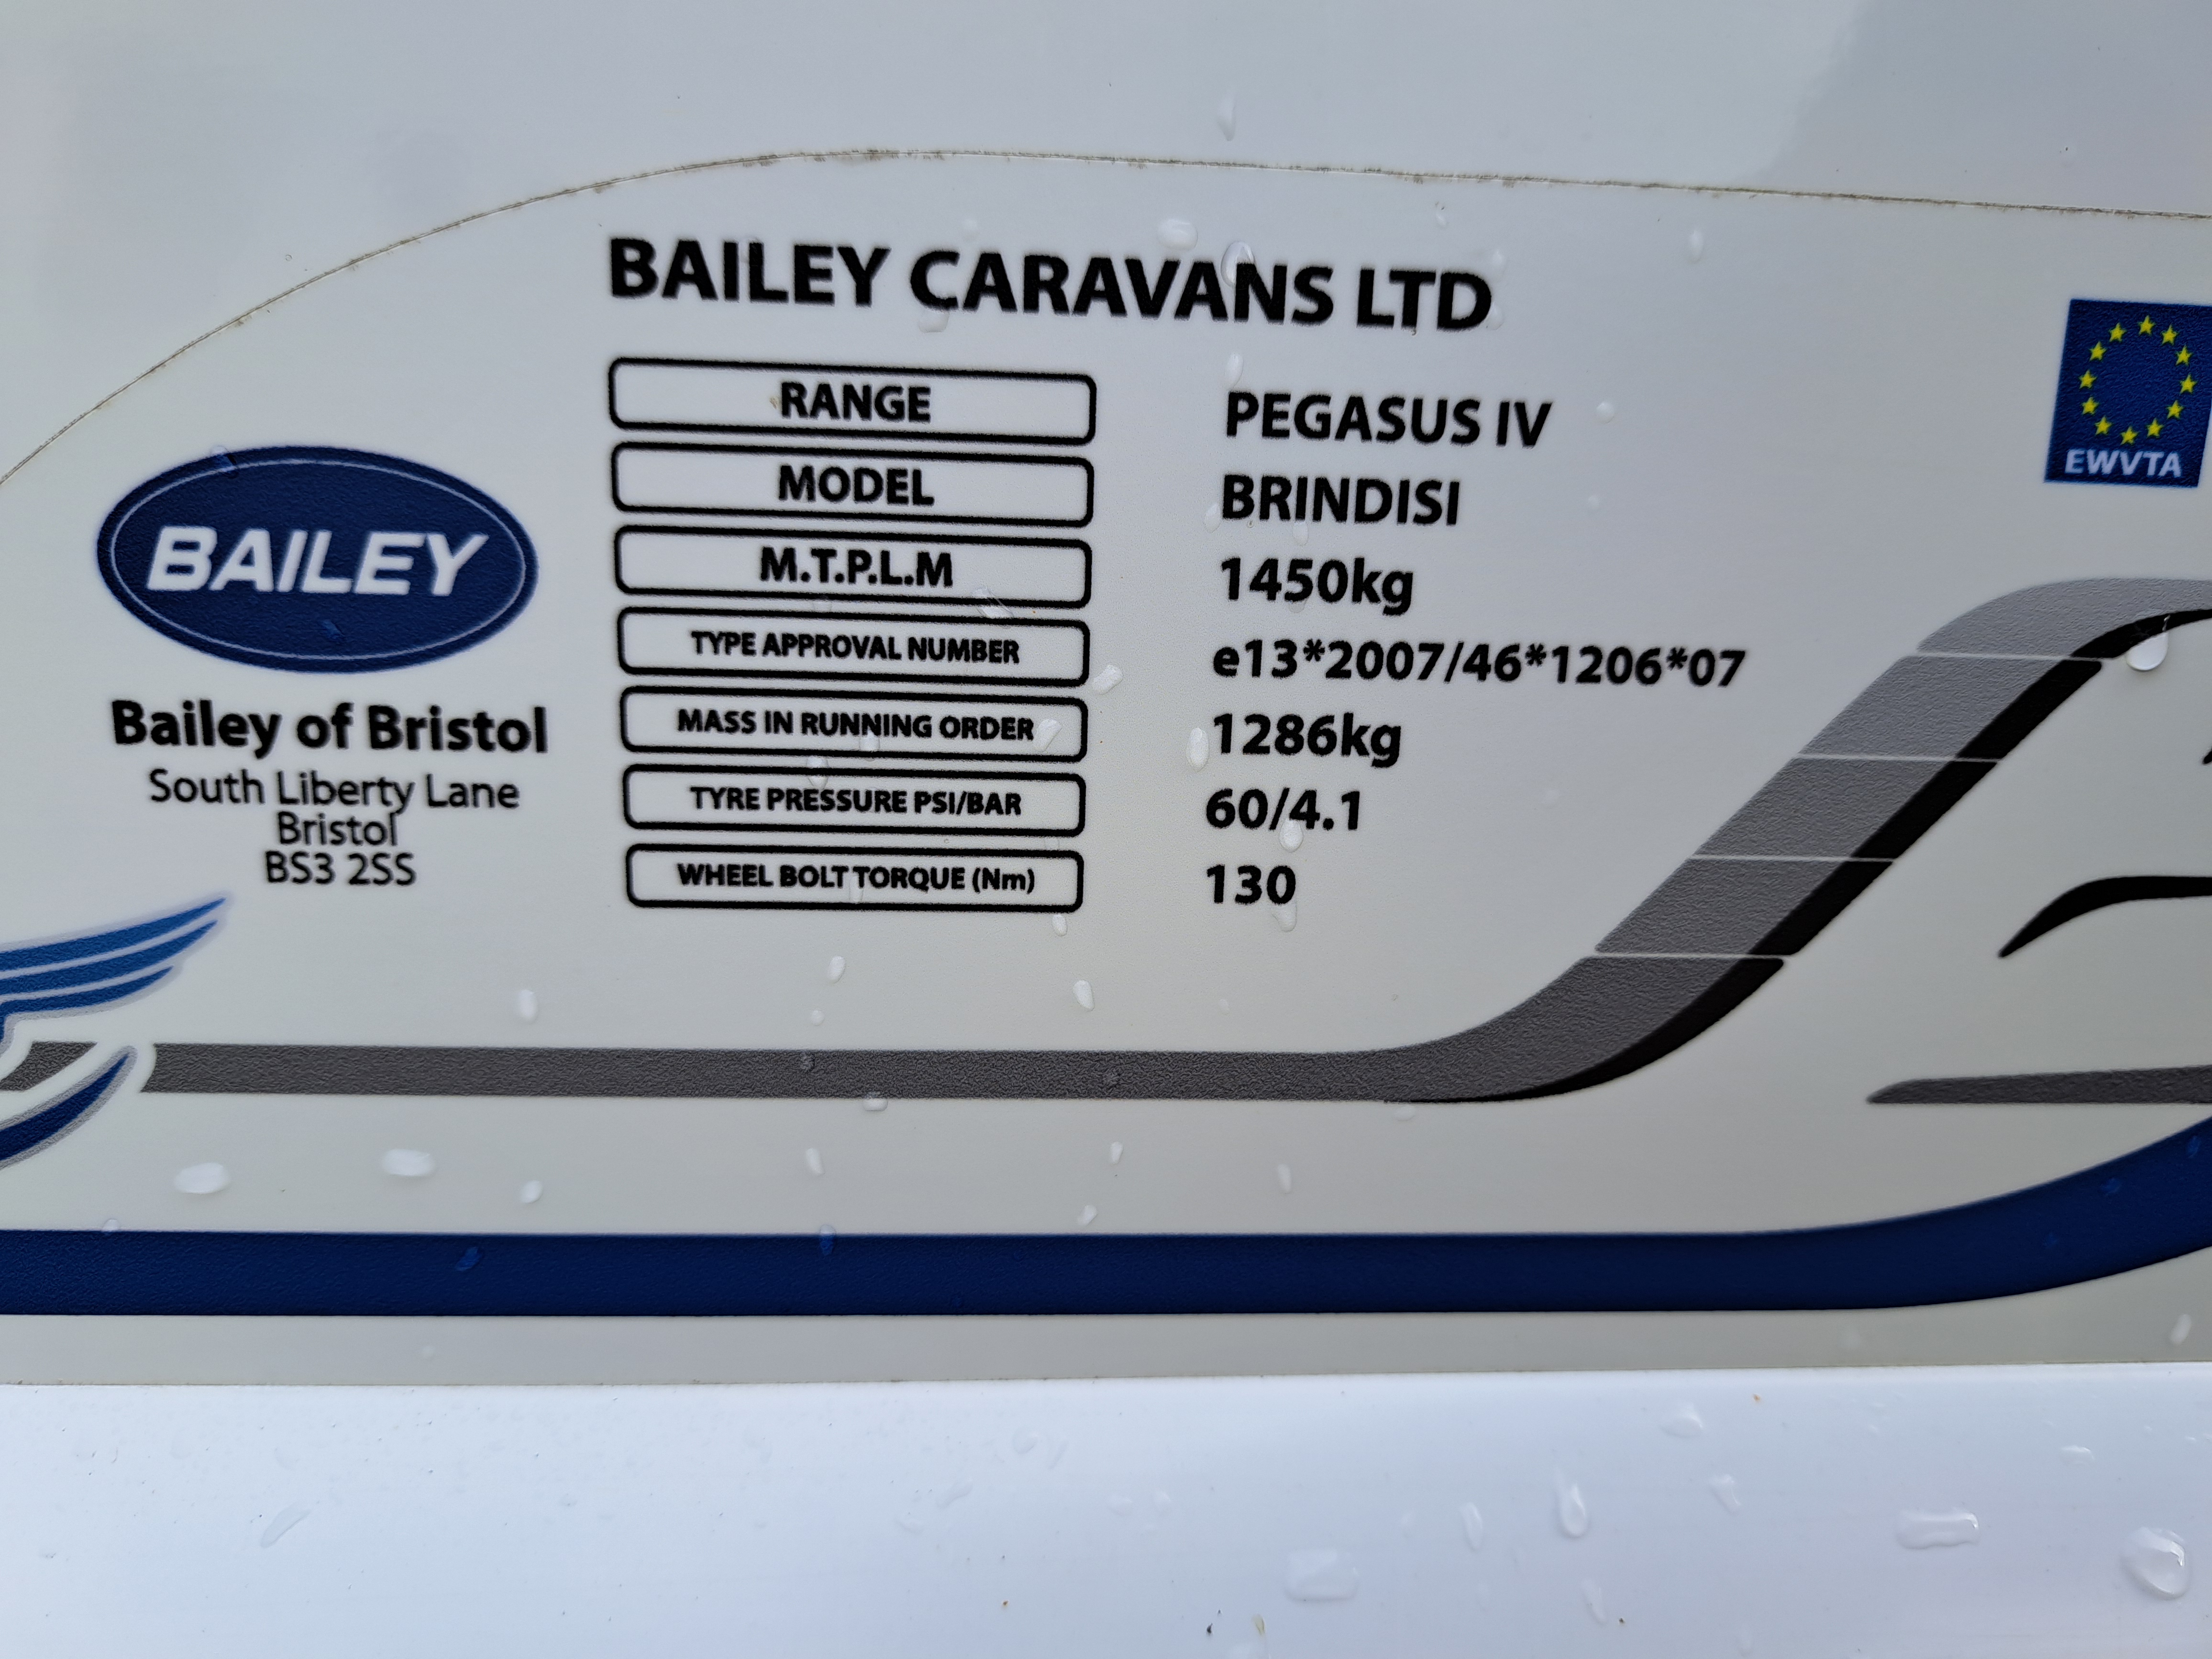 BAILEY CARAVANS LTD
RANGE PEGASUS IV
MODEL BRINDISI
M.T.P.L.M 1450kg
TYPE APPROVAL NUMBER e13*2007/46*1206*07
MASS IN RUNNING ORDER 1286kg
TYRE PRESSURE PSI/BAR 60/4.1
WHEEL BOLT TORQUE (Nm) 130
BAILEY
Bailey of Bristol
South Liberty Lane
Bristol
BS3 2SS
EWVTA